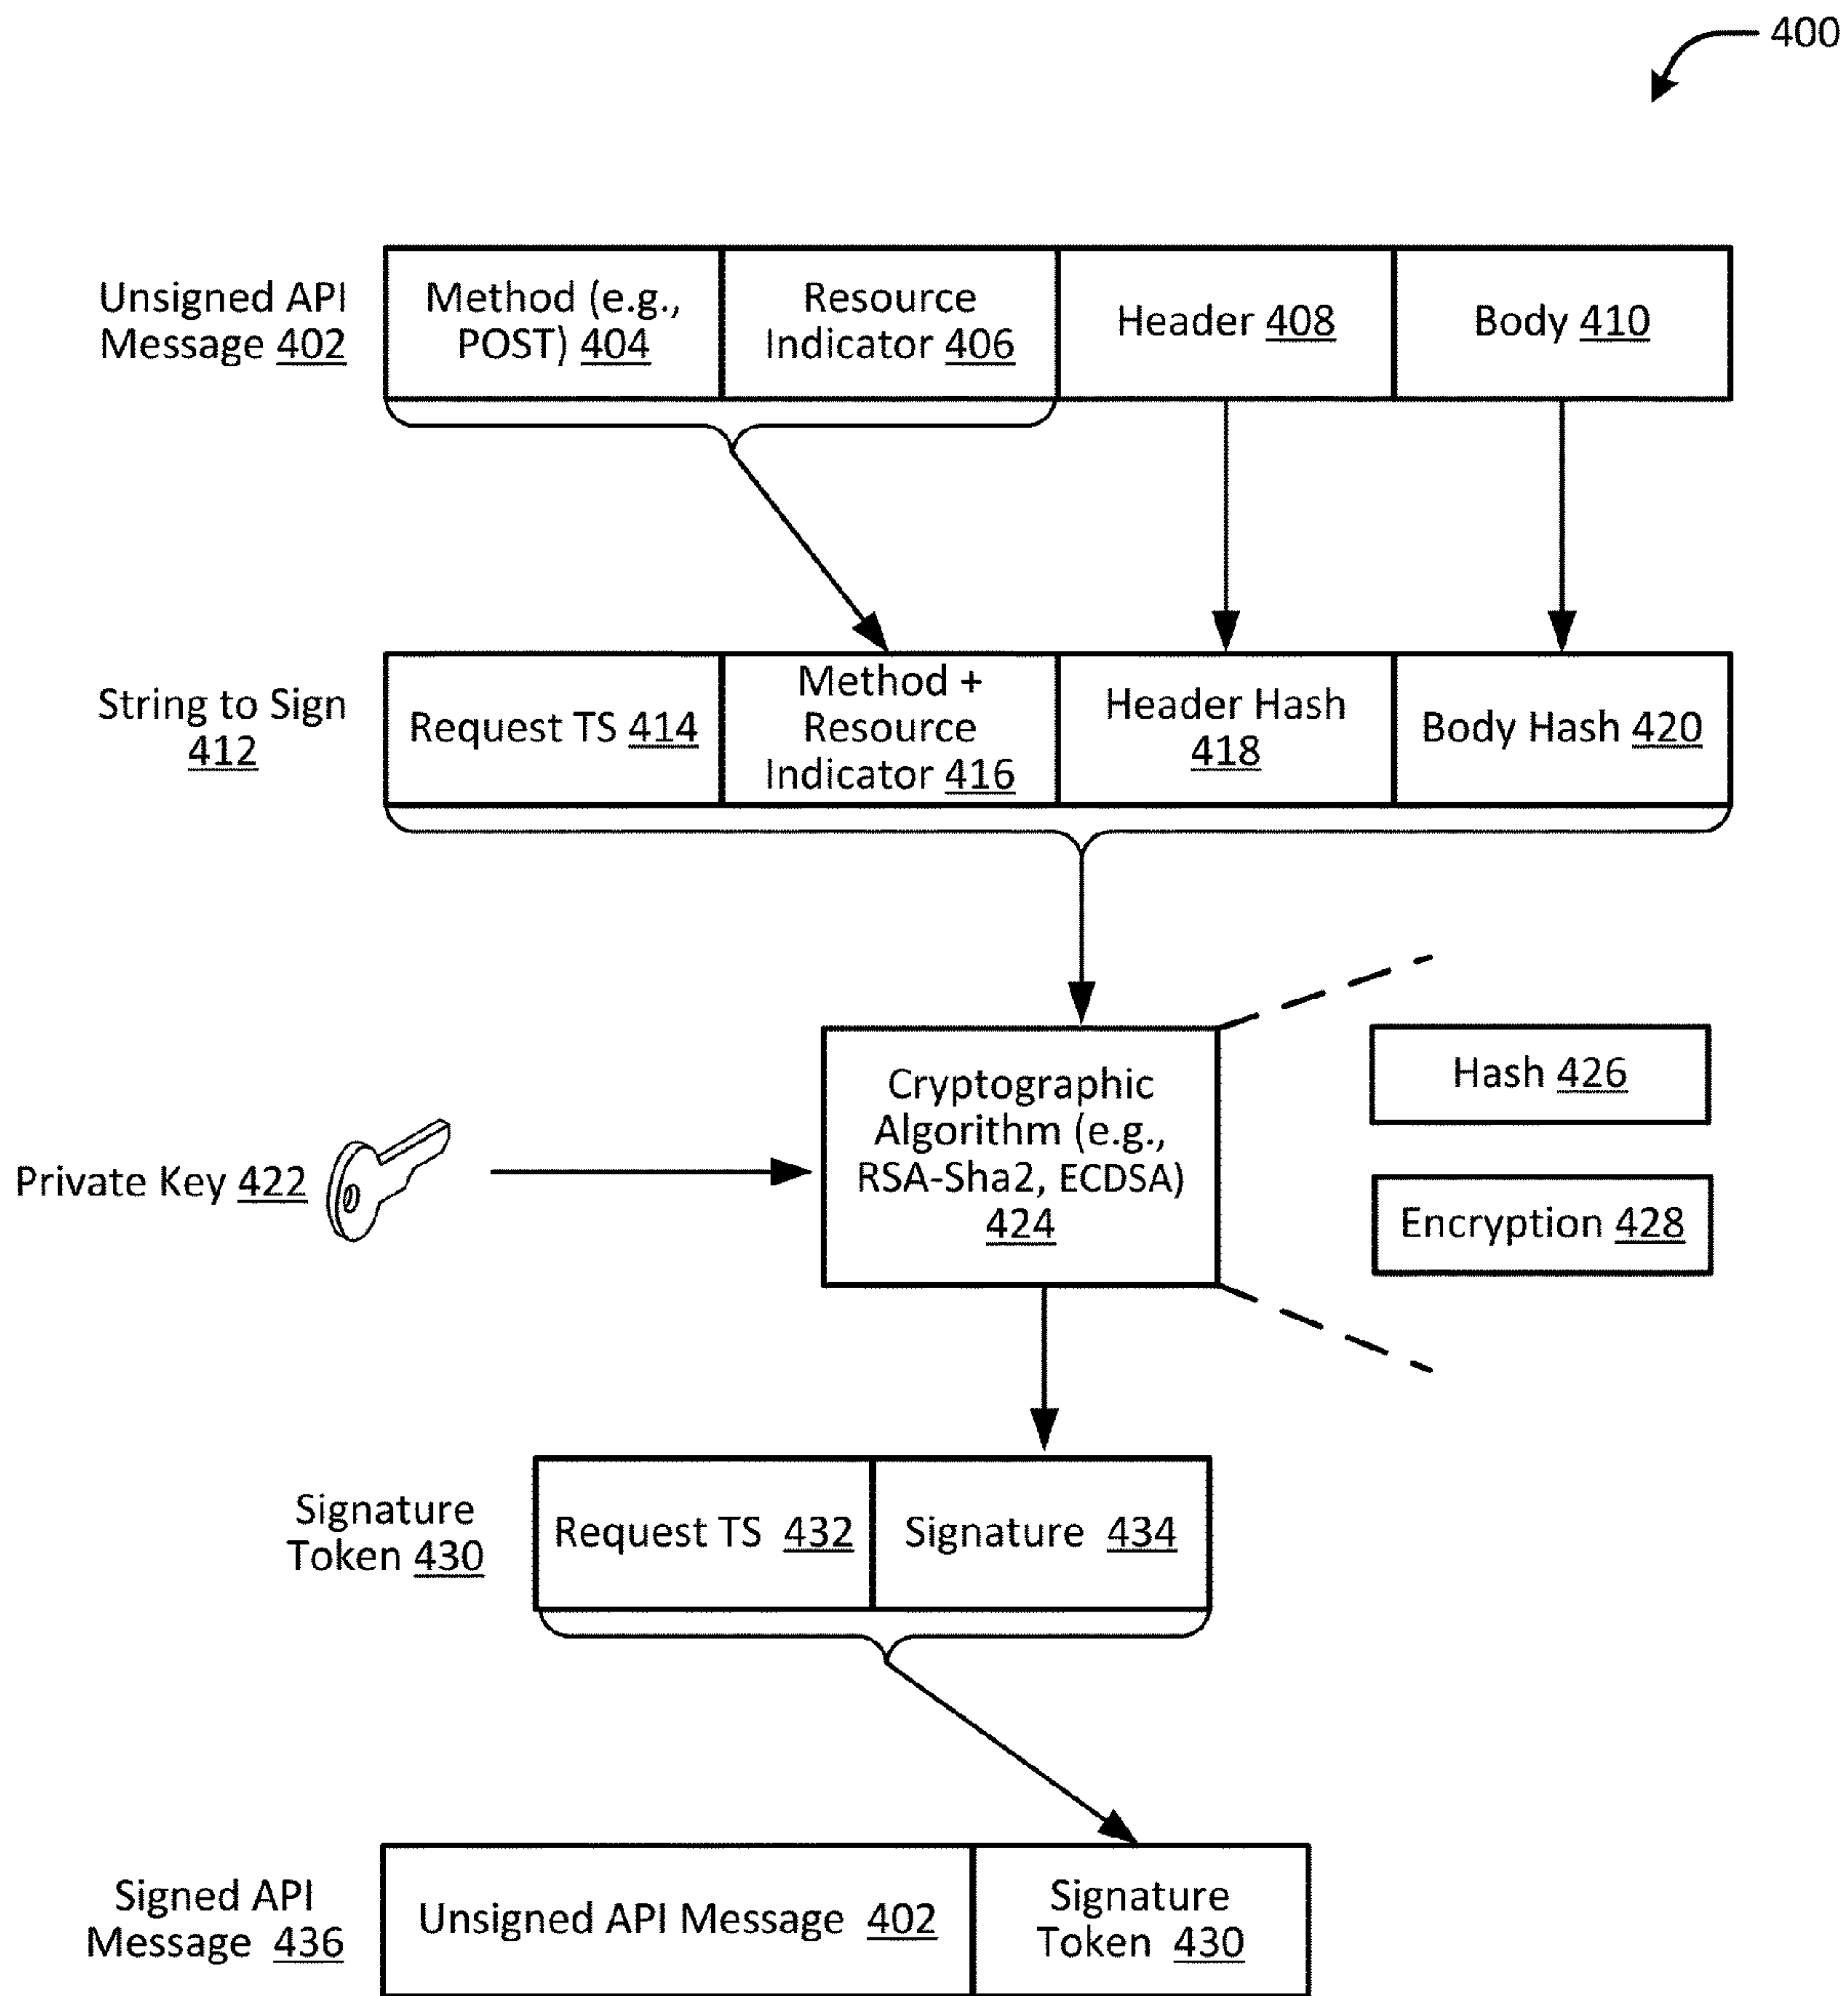 400
Unsigned API
Message 402
Method (e.g.,
POST) 404
Resource
Indicator 406
Header 408
Body 410
String to Sign
412
Request TS 414
Method +
Resource
Indicator 416
Header Hash
418
Body Hash 420
Private Key 422
Cryptographic
Algorithm (e.g.,
RSA-Sha2, ECDSA)
424
Hash 426
Encryption 428
Signature
Token 430
Request TS 432
Signature 434
Signed API
Message 436
Unsigned API Message 402
Signature
Token 430